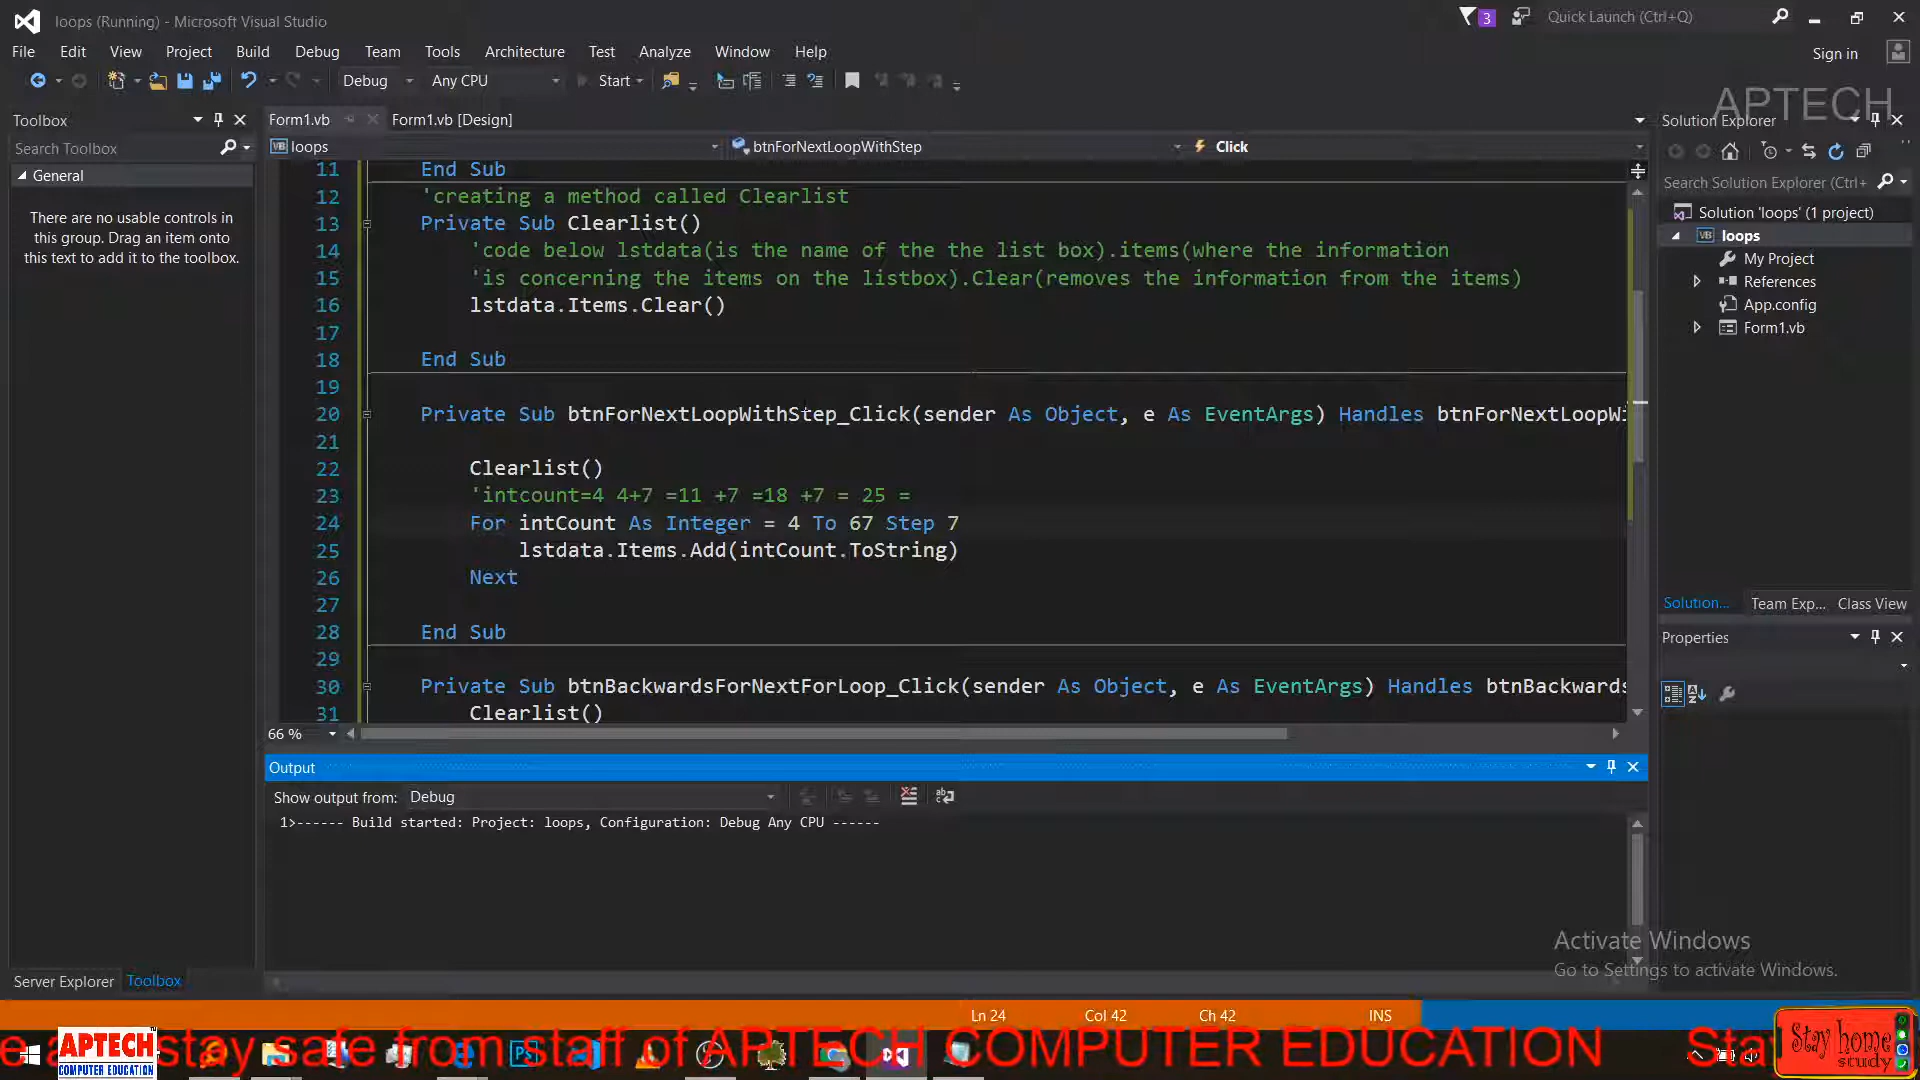 loops (Running) - Microsoft Visual Studio
3
Quick Launch (Ctrl+Q)
File Edit View Project Build Debug Team Tools Architecture Test Analyze Window Help
Sign in
Debug Any CPU Start
APTECH
Toolbox
Form1.vb Form1.vb [Design]
Solution Explorer
Search Toolbox
loops btnForNextLoopWithStep Click
General
There are no usable controls in
this group. Drag an item onto
this text to add it to the toolbox.
11 End Sub
12 'creating a method called Clearlist
13 Private Sub Clearlist()
14 'code below lstdata(is the name of the the list box).items(where the information
15 'is concerning the items on the listbox).Clear(removes the information from the items)
16 lstdata.Items.Clear()
17
18 End Sub
19
20 Private Sub btnForNextLoopWithStep_Click(sender As Object, e As EventArgs) Handles btnForNextLoopWi
21
22 Clearlist()
23 'intcount=4 4+7 =11 +7 =18 +7 = 25 =
24 For intCount As Integer = 4 To 67 Step 7
25 lstdata.Items.Add(intCount.ToString)
26 Next
27
28 End Sub
29
30 Private Sub btnBackwardsForNextForLoop_Click(sender As Object, e As EventArgs) Handles btnBackwards
31 Clearlist()
66 %
Search Solution Explorer (Ctrl+
Solution 'loops' (1 project)
VB loops
My Project
References
App.config
Form1.vb
Solution... Team Exp... Class View
Properties
Output
Show output from: Debug
1>------ Build started: Project: loops, Configuration: Debug Any CPU ------
Activate Windows
Go to Settings to activate Windows.
Server Explorer Toolbox
Ln 24 Col 42 Ch 42 INS
APTECH
COMPUTER EDUCATION
e a stay safe from staff of APTECH COMPUTER EDUCATION Sta
Stay home
study